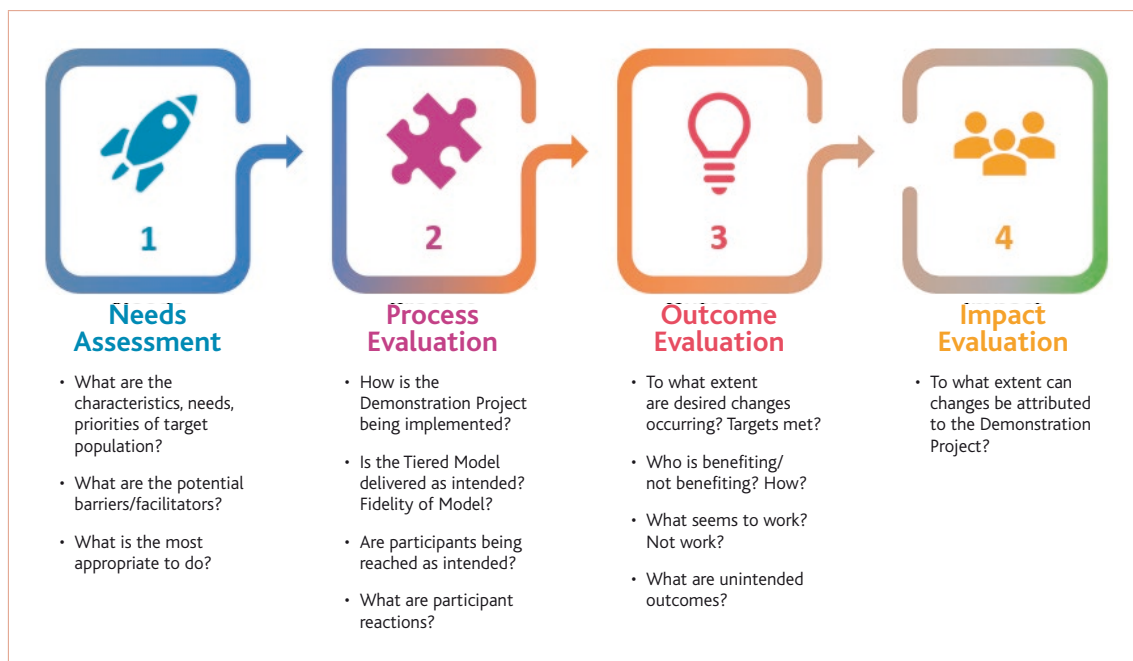 1
Needs
Assessment
• What are the
characteristics, needs,
priorities of target
population?
• What are the potential
barriers/facilitators?
• What is the most
appropriate to do?
2
Process
Evaluation
• How is the
Demonstration Project
being implemented?
• Is the Tiered Model
delivered as intended?
Fidelity of Model?
• Are participants being
reached as intended?
• What are participant
reactions?
3
Outcome
Evaluation
• To what extent
are desired changes
occurring? Targets met?
• Who is benefiting/
not benefiting? How?
• What seems to work?
Not work?
• What are unintended
outcomes?
4
Impact
Evaluation
• To what extent can
changes be attributed
to the Demonstration
Project?